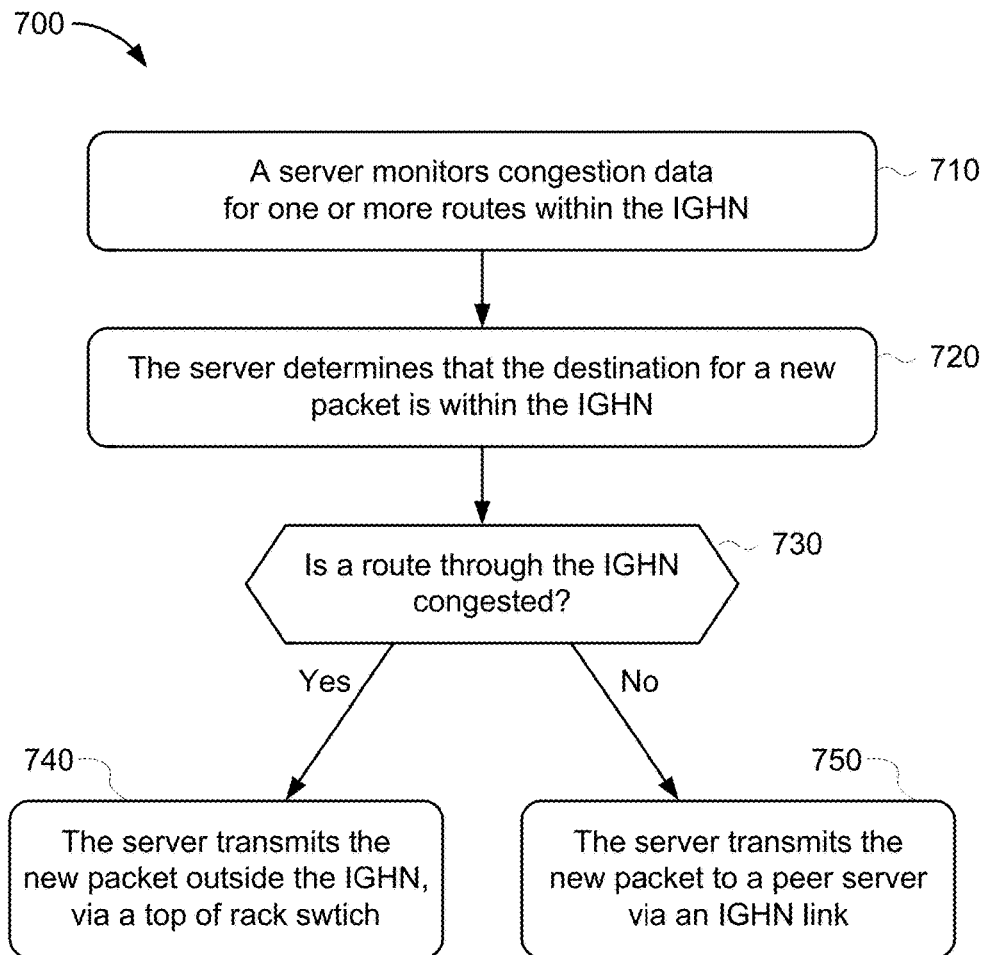 700
A server monitors congestion data
for one or more routes within the IGHN
710
The server determines that the destination for a new
packet is within the IGHN
720
Is a route through the IGHN
congested?
730
Yes
No
740
The server transmits the
new packet outside the IGHN,
via a top of rack swtich
750
The server transmits the
new packet to a peer server
via an IGHN link